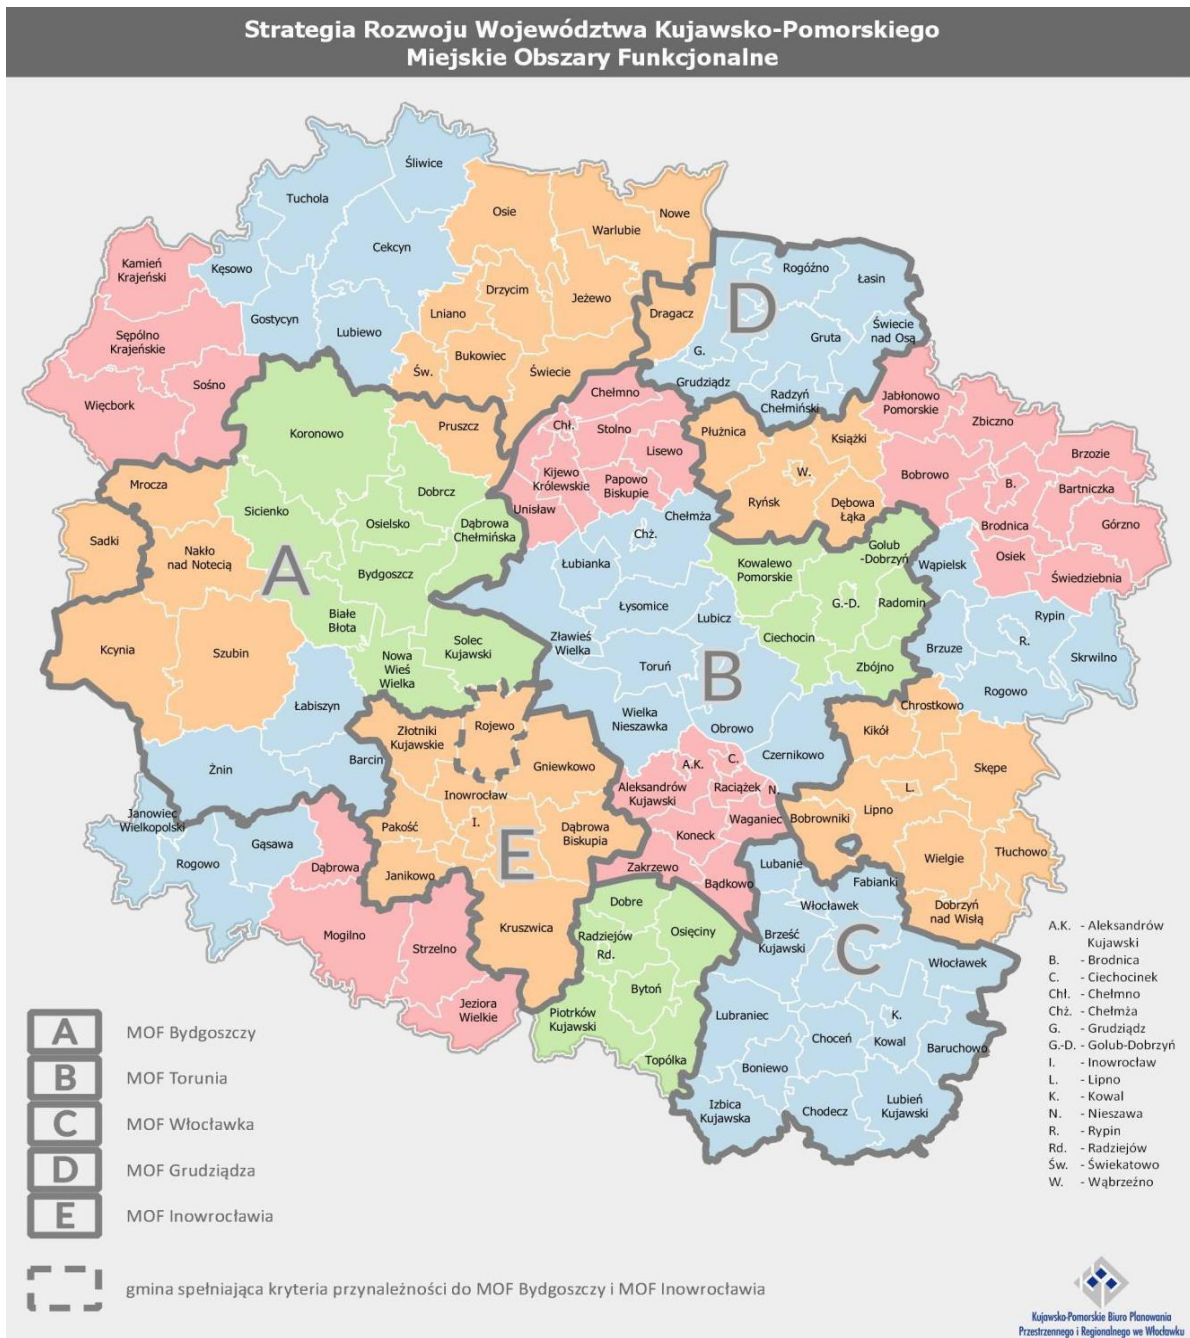 Strategia Rozwoju Województwa Kujawsko-Pomorskiego
Miejskie Obszary Funkcjonalne
Śliwice
Tuchola
Osie
Nowe
Warlubie
Cekcyn
Kamień
Krajeński
Kęsowo
Rogóźno
Łasin
Drzycim
Jeżewo
D
Lniano
Dragacz
Gostycyn
Lubiewo
Świecie
nad Osą
Sępólno
Krajeńskie
Gruta
Bukowiec
G.
Św.
Świecie
Grudziądz
Sośno
Więcbork
Chełmno
Radzyń
Chełmiński
Jabłonowo
Pomorskie
Zbiczno
Koronowo
Pruszcz
Chł.
Stolno
Płużnica
Książki
Lisewo
Brzozie
Kijewo
Królewskie
Papowo
Biskupie
W.
Bobrowo
B.
Bartniczka
Mrocza
Dobrcz
Ryńsk
Dębowa
Łąka
Unisław
Sicienko
Osielsko
Dąbrowa
Chełmińska
Chełmża
Brodnica
Górzno
Sadki
Chż.
Golub
-Dobrzyń
Nakło
nad Notecią
A
Bydgoszcz
Łubianka
Kowalewo
Pomorskie
Wąpielsk
Osiek
Świedziebnia
Łysomice
G.-D.
Radomin
Białe
Błota
Lubicz
Rypin
Kcynia
Szubin
Solec
Kujawski
Zławieś
Wielka
Ciechocin
Brzuze
R.
Skrwilno
Nowa
Wieś
Wielka
Toruń
B
Zbójno
Rogowo
Łabiszyn
Złotniki
Kujawskie
Rojewo
Wielka
Nieszawka
Obrowo
Chrostkowo
Kikół
Czernikowo
Żnin
Barcin
Gniewkowo
A.K.
C.
Skępe
Aleksandrów
Kujawski
Raciążek
N.
L.
Inowrocław
Lipno
Janowiec
Wielkopolski
Pakość
I.
Dąbrowa
Biskupia
Waganiec
Bobrowniki
Gąsawa
Koneck
E
Rogowo
Dąbrowa
Janikowo
Zakrzewo
Lubanie
Wielgie
Tłuchowo
Bądkowo
Fabianki
Dobre
Włocławek
Dobrzyń
nad Wisłą
Mogilno
Strzelno
Kruszwica
Radziejów
Rd.
Osięciny
Brześć
Kujawski
C
Włocławek
Bytoń
Jeziora
Wielkie
Piotrków
Kujawski
Lubraniec
K.
Choceń
Kowal
Baruchowo
Topólka
Boniewo
Izbica
Kujawska
Chodecz
Lubień
Kujawski
A.K. - Aleksandrów
Kujawski
B. - Brodnica
C. - Ciechocinek
Chł. - Chełmno
Chż. - Chełmża
G. - Grudziądz
G.-D. - Golub-Dobrzyń
I. - Inowrocław
L. - Lipno
K. - Kowal
N. - Nieszawa
R. - Rypin
Rd. - Radziejów
Św. - Świekatowo
W. - Wąbrzeźno
A MOF Bydgoszczy
B MOF Torunia
C MOF Włocławka
D MOF Grudziądza
E MOF Inowrocławia
gmina spełniająca kryteria przynależności do MOF Bydgoszczy i MOF Inowrocławia
Kujawsko-Pomorskie Biuro Planowania
Przestrzennego i Regionalnego we Włocławku